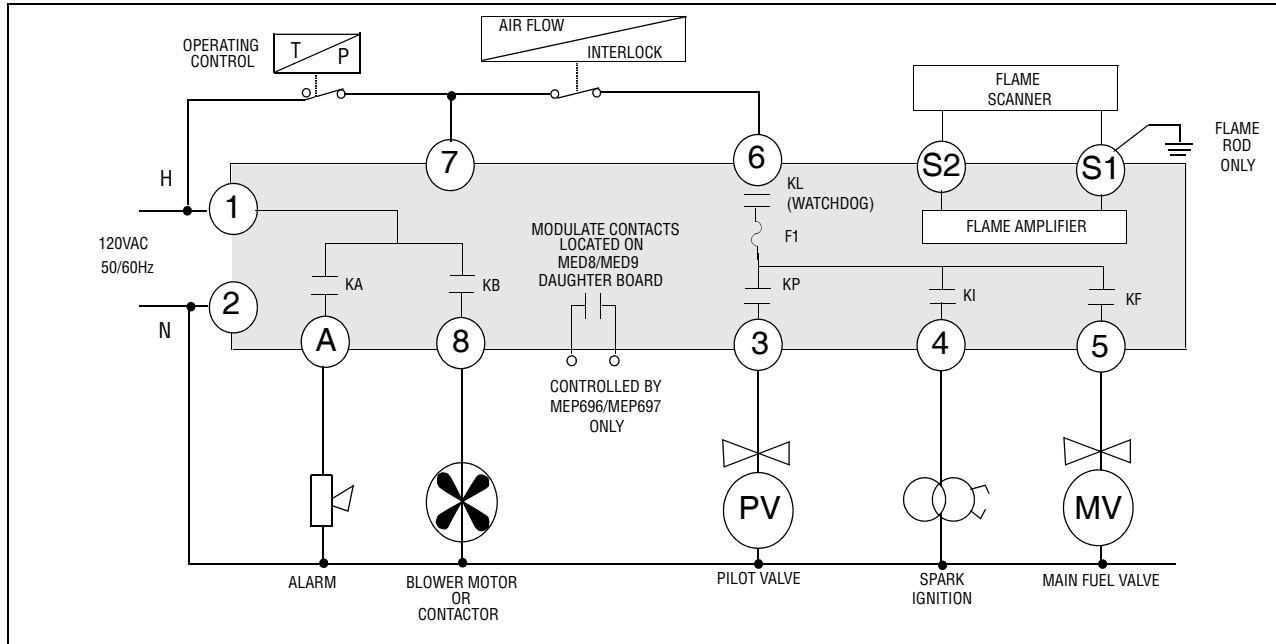 AIR FLOW
INTERLOCK
OPERATING
CONTROL
T
P
FLAME
SCANNER
FLAME
ROD
ONLY
7
6
S2
S1
H
1
KL
(WATCHDOG)
F1
FLAME AMPLIFIER
120VAC
50/60Hz
MODULATE CONTACTS
LOCATED ON
MED8/MED9
DAUGHTER BOARD
KA
KB
KP
KI
KF
2
N
A
8
3
4
5
CONTROLLED BY
MEP696/MEP697
ONLY
PV
MV
ALARM
BLOWER MOTOR
OR
CONTACTOR
PILOT VALVE
SPARK
IGNITION
MAIN FUEL VALVE